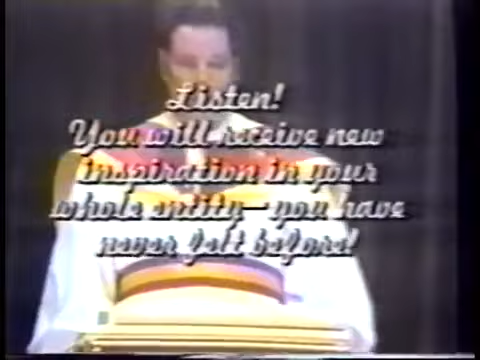 Listen!
You will receive new
inspiration in your
whole entity—you have
never felt before!